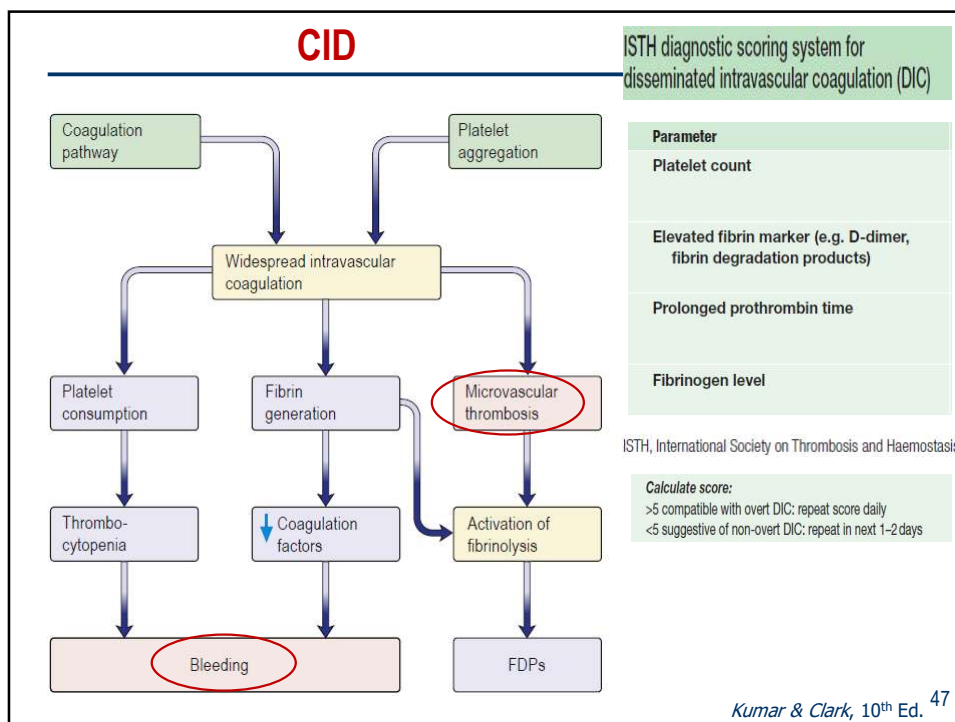 CID
ISTH diagnostic scoring system for
disseminated intravascular coagulation (DIC)
Coagulation
pathway
Platelet
aggregation
Widespread intravascular
coagulation
Platelet
consumption
Fibrin
generation
Microvascular
thrombosis
Thrombo-
cytopenia
Coagulation
factors
Activation of
fibrinolysis
Bleeding
FDPs
Parameter
Platelet count
Elevated fibrin marker (e.g. D-dimer,
fibrin degradation products)
Prolonged prothrombin time
Fibrinogen level
ISTH, International Society on Thrombosis and Haemostasis
Calculate score:
>5 compatible with overt DIC: repeat score daily
<5 suggestive of non-overt DIC: repeat in next 1–2 days
Kumar & Clark, 10th Ed. 47